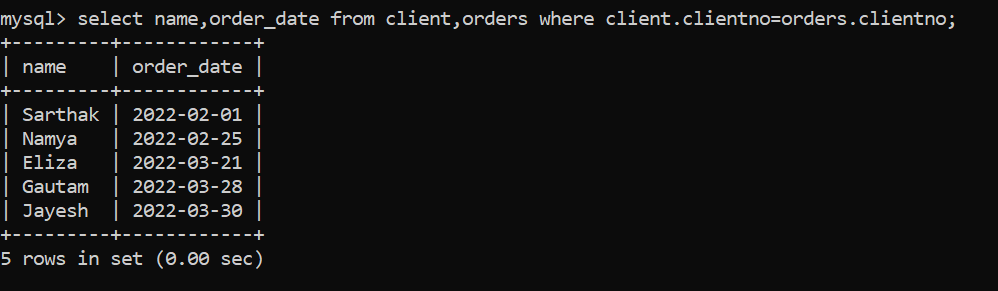 mysql> select name,order_date from client,orders where client.clientno=orders.clientno;
+---------+------------+
| name    | order_date |
+---------+------------+
| Sarthak | 2022-02-01 |
| Namya   | 2022-02-25 |
| Eliza   | 2022-03-21 |
| Gautam  | 2022-03-28 |
| Jayesh  | 2022-03-30 |
+---------+------------+
5 rows in set (0.00 sec)